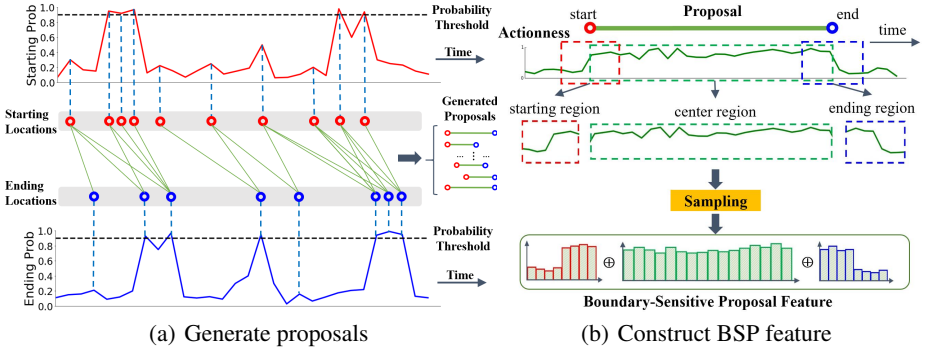 Starting Prob
1.0
0.8
0.6
0.4
0.2
0.0
Probability
Threshold
Time
Starting
Locations
Generated
Proposals
... ⋮ ...
Ending
Locations
Ending Prob
1.0
0.8
0.6
0.4
0.2
0.0
Probability
Threshold
Time
(a) Generate proposals
start
Proposal
end
Actionness
time
1
0
starting region
center region
ending region
Sampling
⊕
⊕
Boundary-Sensitive Proposal Feature
(b) Construct BSP feature